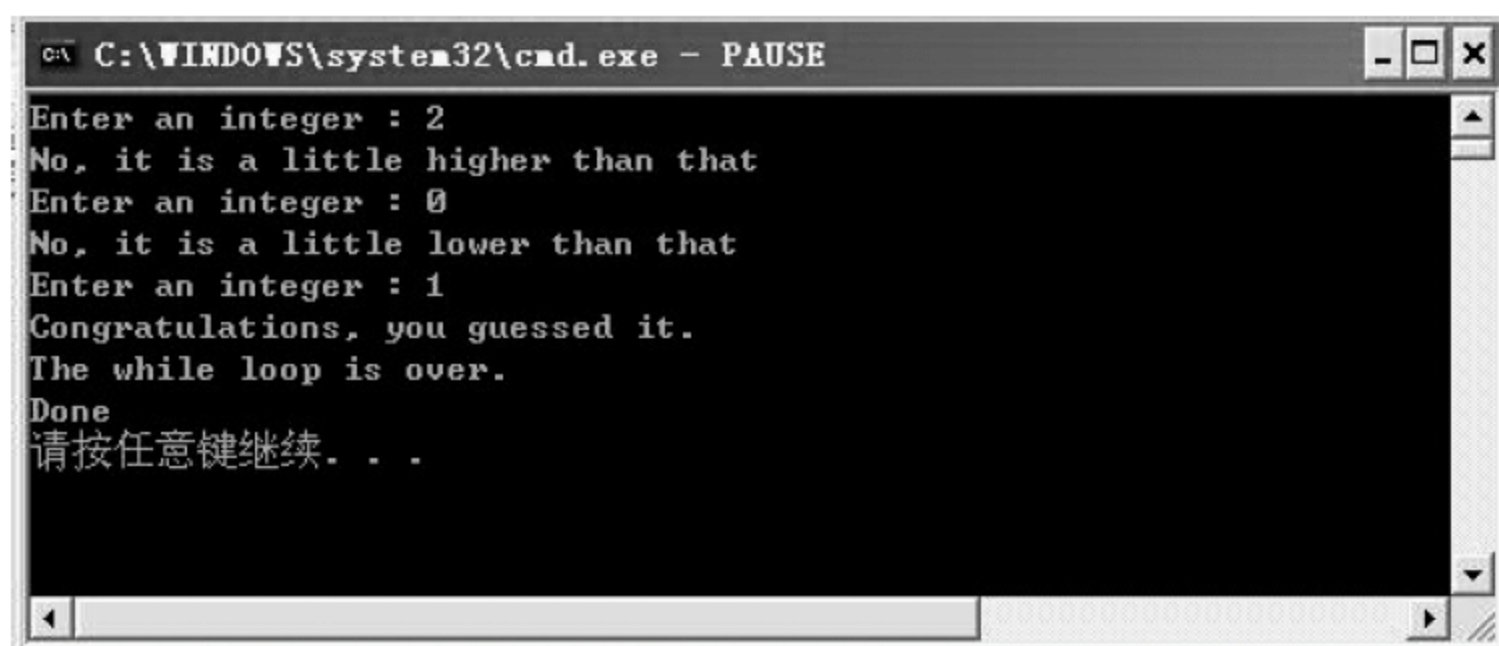 C:\WINDOWS\system32\cmd.exe - PAUSE
Enter an integer : 2
No, it is a little higher than that
Enter an integer : 0
No, it is a little lower than that
Enter an integer : 1
Congratulations, you guessed it.
The while loop is over.
Done
请按任意键继续. . .